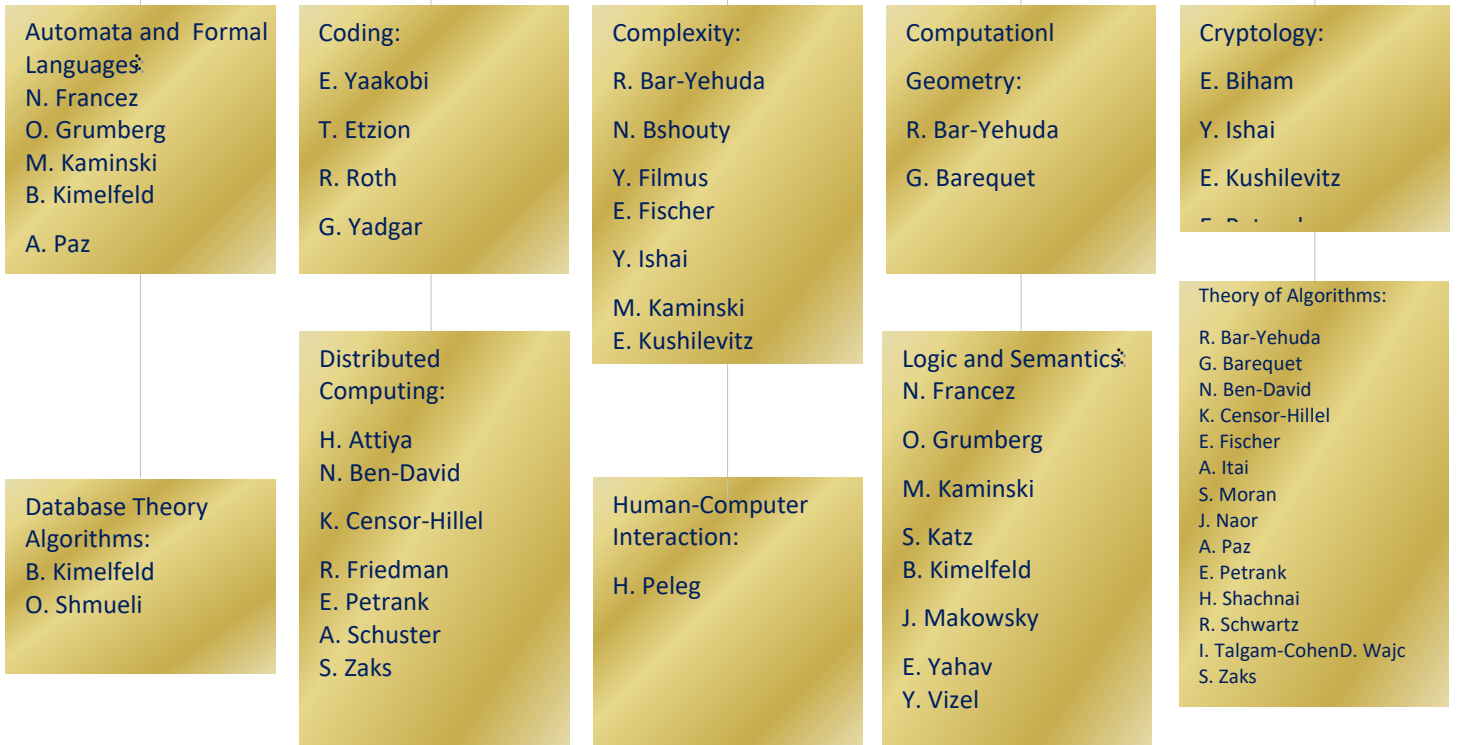 Automata and Formal
Languages:
N. Francez
O. Grumberg
M. Kaminski
B. Kimelfeld
A. Paz
Coding:
E. Yaakobi
T. Etzion
R. Roth
G. Yadgar
Complexity:
R. Bar-Yehuda
N. Bshouty
Y. Filmus
E. Fischer
Y. Ishai
M. Kaminski
E. Kushilevitz
Computationl
Geometry:
R. Bar-Yehuda
G. Barequet
Cryptology:
E. Biham
Y. Ishai
E. Kushilevitz
Database Theory
Algorithms:
B. Kimelfeld
O. Shmueli
Distributed
Computing:
H. Attiya
N. Ben-David
K. Censor-Hillel
R. Friedman
E. Petrank
A. Schuster
S. Zaks
Human-Computer
Interaction:
H. Peleg
Logic and Semantics:
N. Francez
O. Grumberg
M. Kaminski
S. Katz
B. Kimelfeld
J. Makowsky
E. Yahav
Y. Vizel
Theory of Algorithms:
R. Bar-Yehuda
G. Barequet
N. Ben-David
K. Censor-Hillel
E. Fischer
A. Itai
S. Moran
J. Naor
A. Paz
E. Petrank
H. Shachnai
R. Schwartz
I. Talgam-CohenD. Wajc
S. Zaks